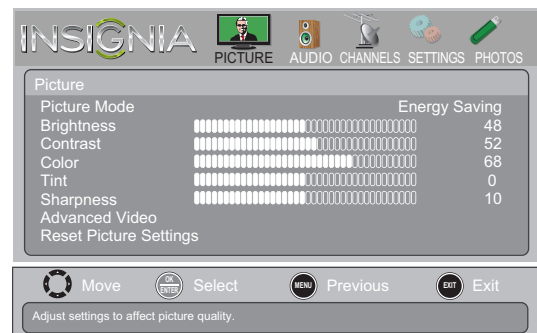 INSIGNIA
PICTURE AUDIO CHANNELS SETTINGS PHOTOS
Picture
Picture Mode Energy Saving
Brightness 48
Contrast 52
Color 68
Tint 0
Sharpness 10
Advanced Video
Reset Picture Settings
Move OK ENTER Select MENU Previous EXIT Exit
Adjust settings to affect picture quality.